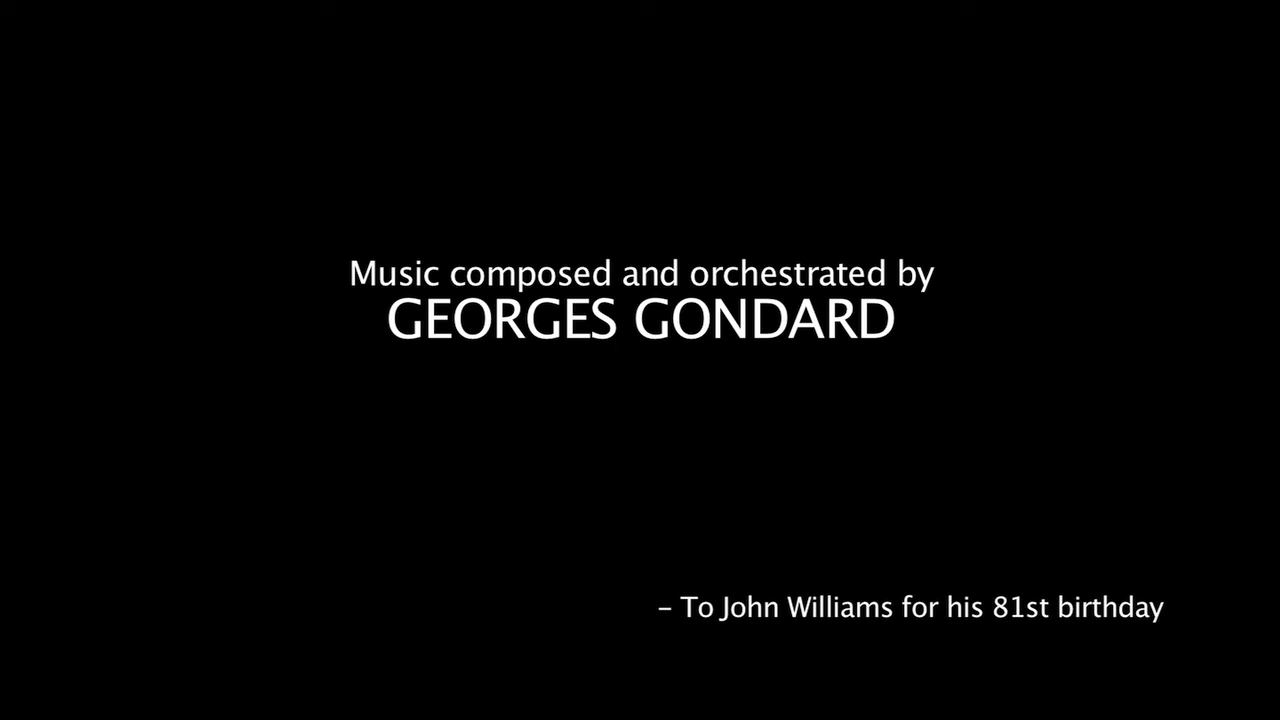 Music composed and orchestrated by
GEORGES GONDARD
– To John Williams for his 81st birthday